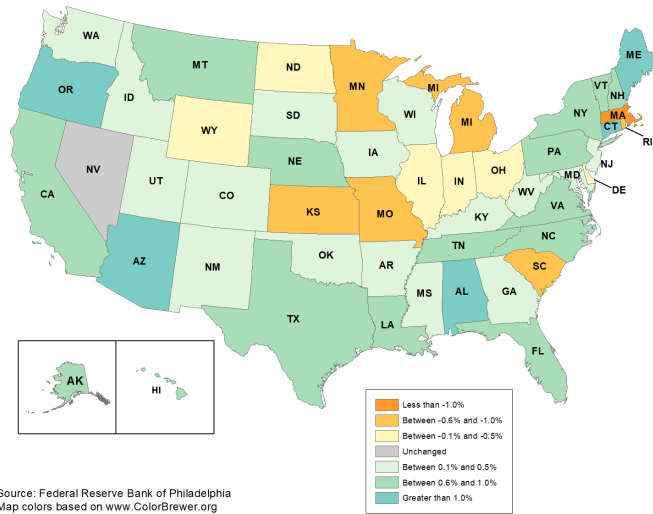 WA
ME
MT
ND
MN
VT
NH
OR
ID
MI
WI
NY
MA
SD
MI
CT
RI
WY
IA
PA
NJ
NE
OH
MD
NV
IL
IN
DE
UT
WV
CO
VA
CA
KS
MO
KY
NC
TN
OK
AZ
NM
AR
SC
MS
AL
GA
TX
LA
FL
AK
HI
Less than -1.0%
Between -0.6% and -1.0%
Between -0.1% and -0.5%
Unchanged
Between 0.1% and 0.5%
Between 0.6% and 1.0%
Greater than 1.0%
Source: Federal Reserve Bank of Philadelphia
Map colors based on www.ColorBrewer.org